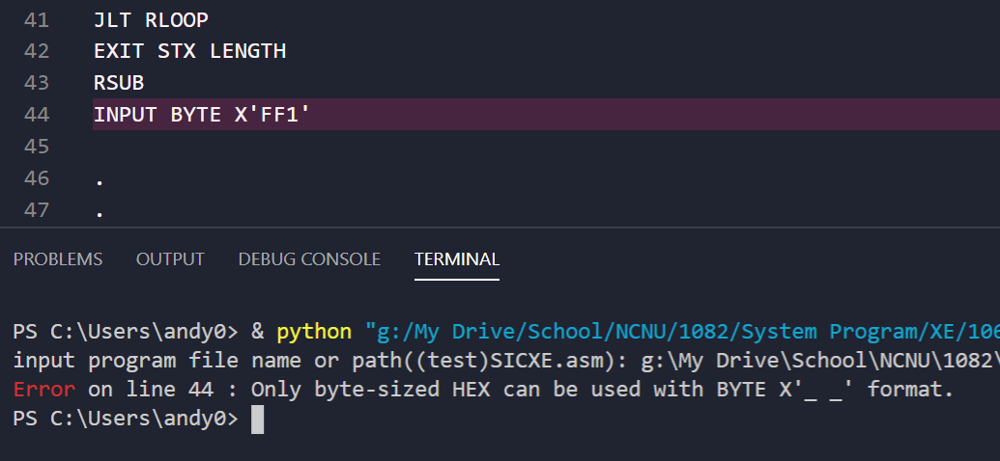 41 JLT RLOOP
42 EXIT STX LENGTH
43 RSUB
44 INPUT BYTE X'FF1'
45
46 .
47 .
PROBLEMS OUTPUT DEBUG CONSOLE TERMINAL
PS C:\Users\andy0> & python "g:/My Drive/School/NCNU/1082/System Program/XE/106
input program file name or path((test)SICXE.asm): g:\My Drive\School\NCNU\1082\
Error on line 44 : Only byte-sized HEX can be used with BYTE X'_ _' format.
PS C:\Users\andy0>